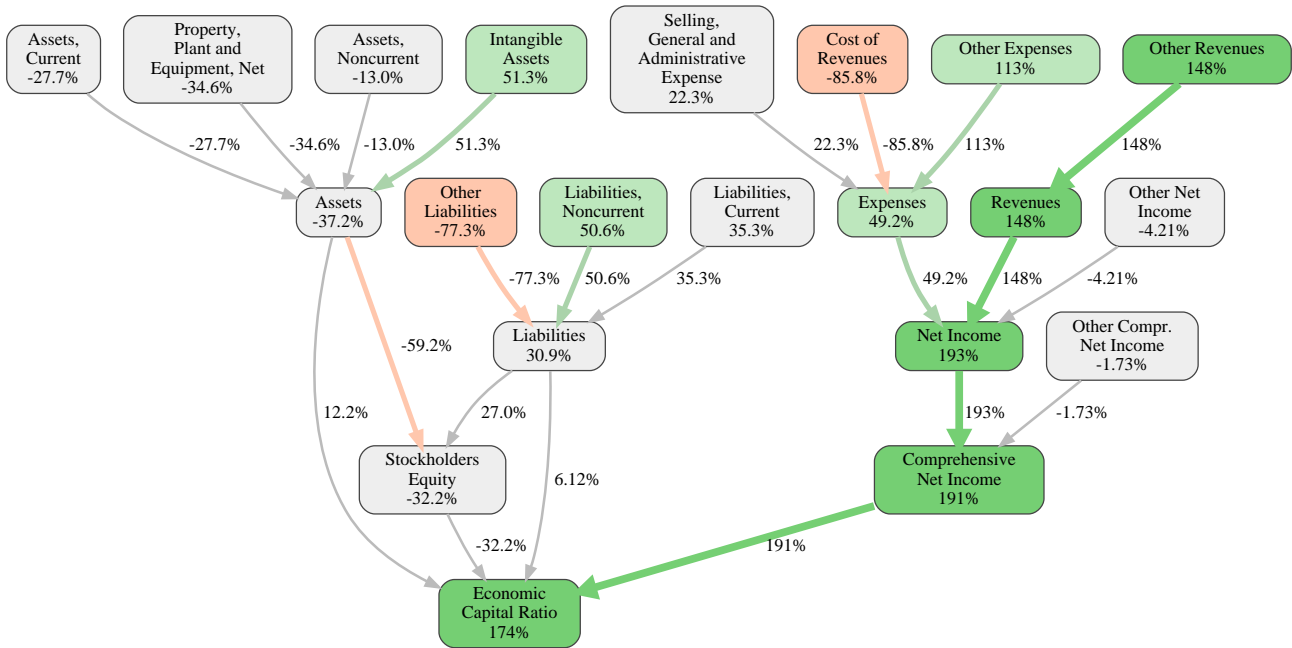 Assets,
Current
-27.7%
Property,
Plant and
Equipment, Net
-34.6%
Assets,
Noncurrent
-13.0%
Intangible
Assets
51.3%
Selling,
General and
Administrative
Expense
22.3%
Cost of
Revenues
-85.8%
Other Expenses
113%
Other Revenues
148%
-27.7%
-34.6%
-13.0%
51.3%
22.3%
-85.8%
113%
148%
Assets
-37.2%
Other
Liabilities
-77.3%
Liabilities,
Noncurrent
50.6%
Liabilities,
Current
35.3%
Expenses
49.2%
Revenues
148%
Other Net
Income
-4.21%
-77.3%
50.6%
35.3%
49.2%
148%
-4.21%
Liabilities
30.9%
Net Income
193%
Other Compr.
Net Income
-1.73%
-59.2%
12.2%
27.0%
193%
-1.73%
Stockholders
Equity
-32.2%
6.12%
Comprehensive
Net Income
191%
-32.2%
191%
Economic
Capital Ratio
174%